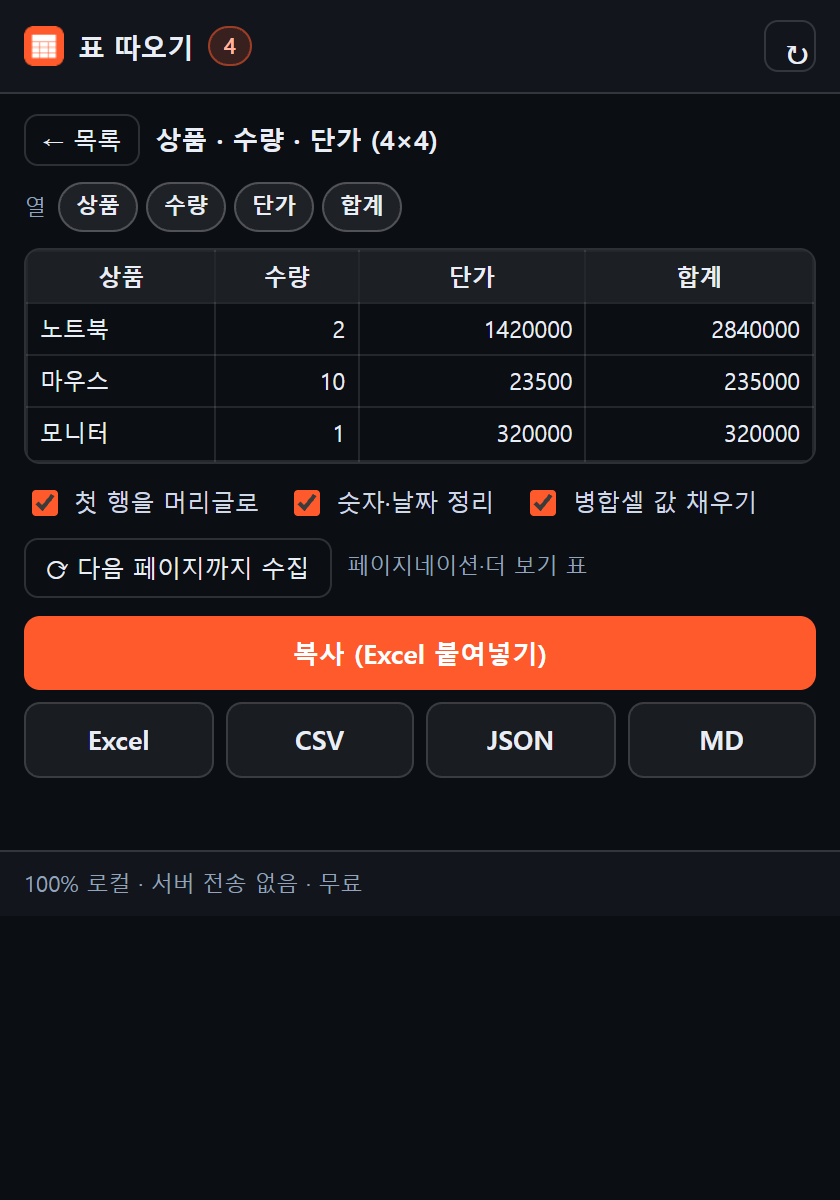 표 따오기 4 ↻
← 목록 상품 · 수량 · 단가 (4×4)
열 상품 수량 단가 합계
상품 수량 단가 합계
노트북 2 1420000 2840000
마우스 10 23500 235000
모니터 1 320000 320000
첫 행을 머리글로 숫자·날짜 정리 병합셀 값 채우기
⟳ 다음 페이지까지 수집 페이지네이션·더 보기 표
복사 (Excel 붙여넣기)
Excel CSV JSON MD
100% 로컬 · 서버 전송 없음 · 무료